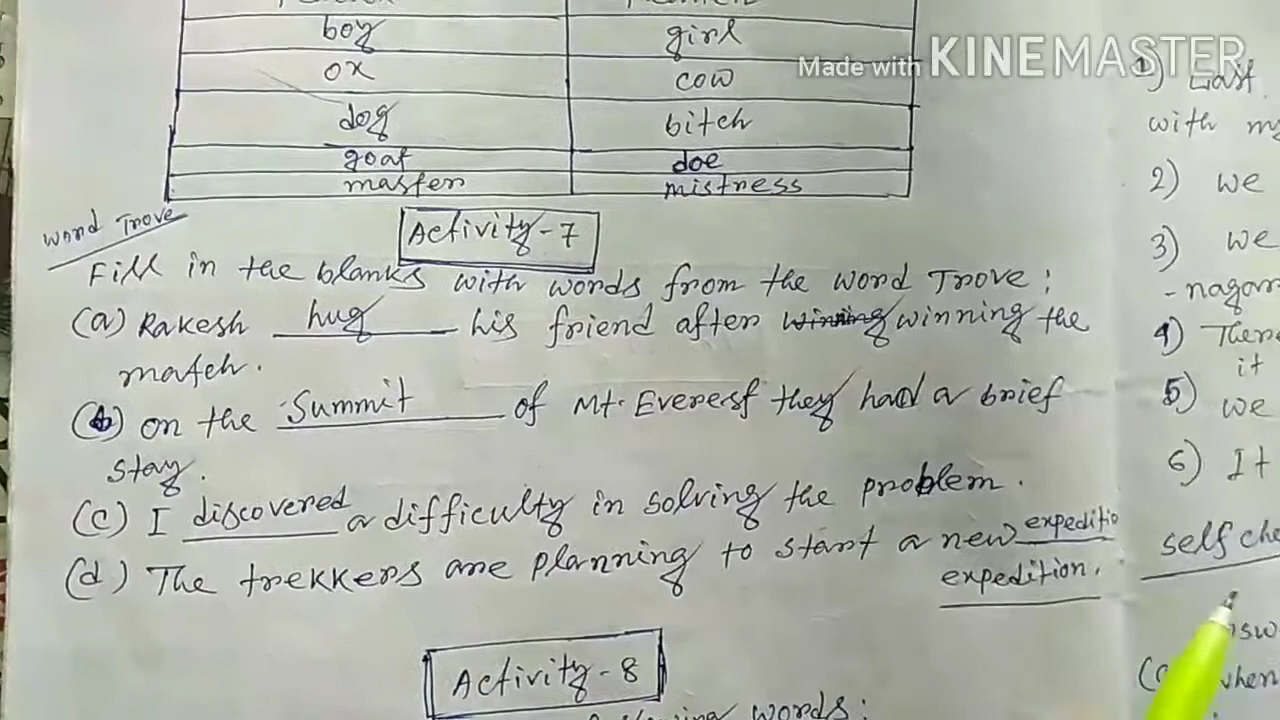 boy girl
ox cow
dog bitch
goat doe
master mistress
Word Trove
Activity-7
Fill in the blanks with words from the word Trove:
(a) Rakesh hug his friend after winning winning the
match.
(b) on the Summit of Mt. Everest they had a brief
stay.
(c) I discovered a difficulty in solving the problem.
(d) The trekkers are planning to start a new expeditio
expedition.
Activity-8
words:
Made with KINEMASTER
1) Last
with
2) we
3) we
-nagar
4)
it
5) we
6) It
self